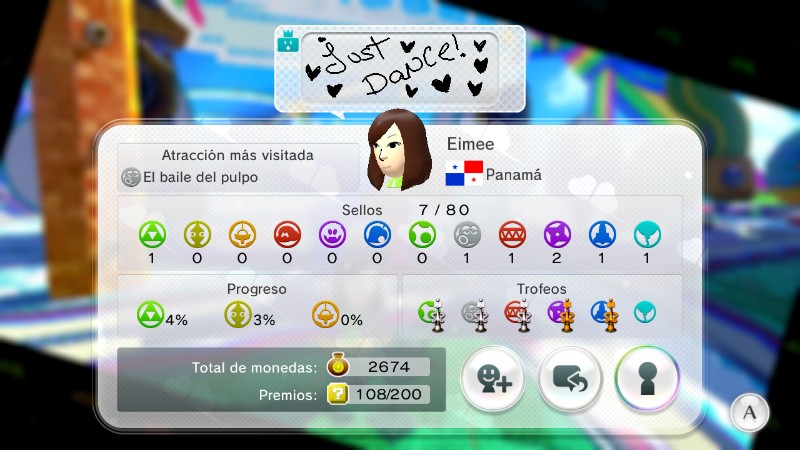 Just
Dance!
Eimee
Atracción más visitada
El baile del pulpo
Panamá
Sellos 7 / 80
1 0 0 0 0 0 0 1 1 2 1 1
Progreso
4% 3% 0%
Trofeos
Total de monedas: 2674
Premios: ? 108/200
A